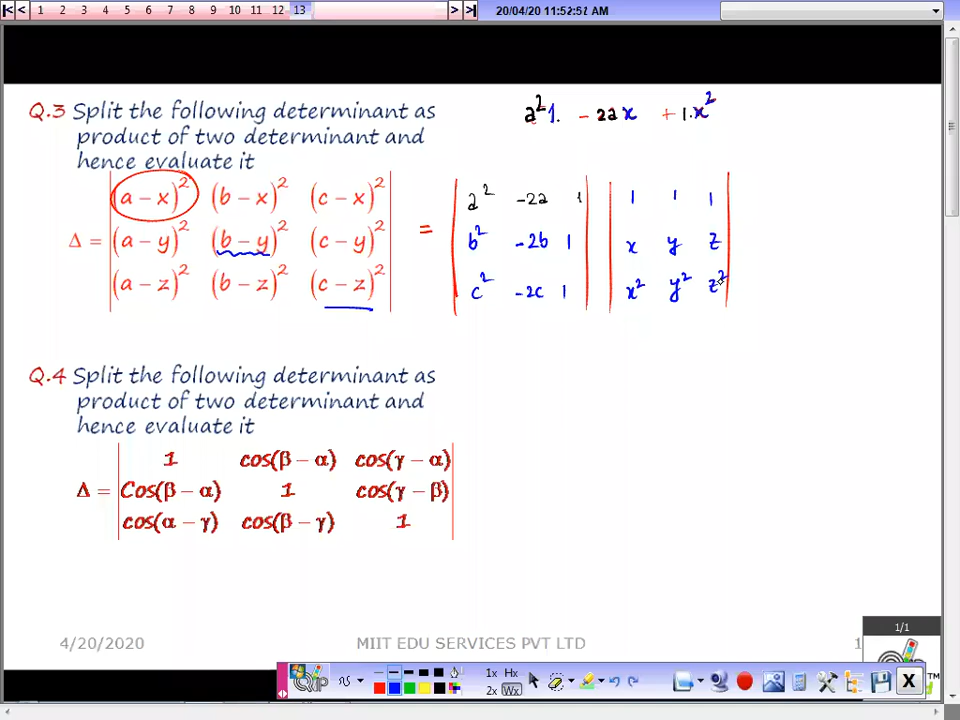 1 2 3 4 5 6 7 8 9 10 11 12 13 20/04/20 11:52:52 AM
Q.3 Split the following determinant as
product of two determinant and
hence evaluate it
a²1. - 2a x + 1.x²
(a – x)² (b – x)² (c – x)² a² -2a 1 1 1 1
Δ = (a – y)² (b – y)² (c – y)² = b² -2b 1 x y z
(a – z)² (b – z)² (c – z)² c² -2c 1 x² y² z²
Q.4 Split the following determinant as
product of two determinant and
hence evaluate it
1 cos(β – α) cos(γ – α)
Δ = Cos(β – α) 1 cos(γ – β)
cos(α – γ) cos(β – γ) 1
4/20/2020 MIIT EDU SERVICES PVT LTD 1
1/1
1x Hx
2x Wx
X
TM